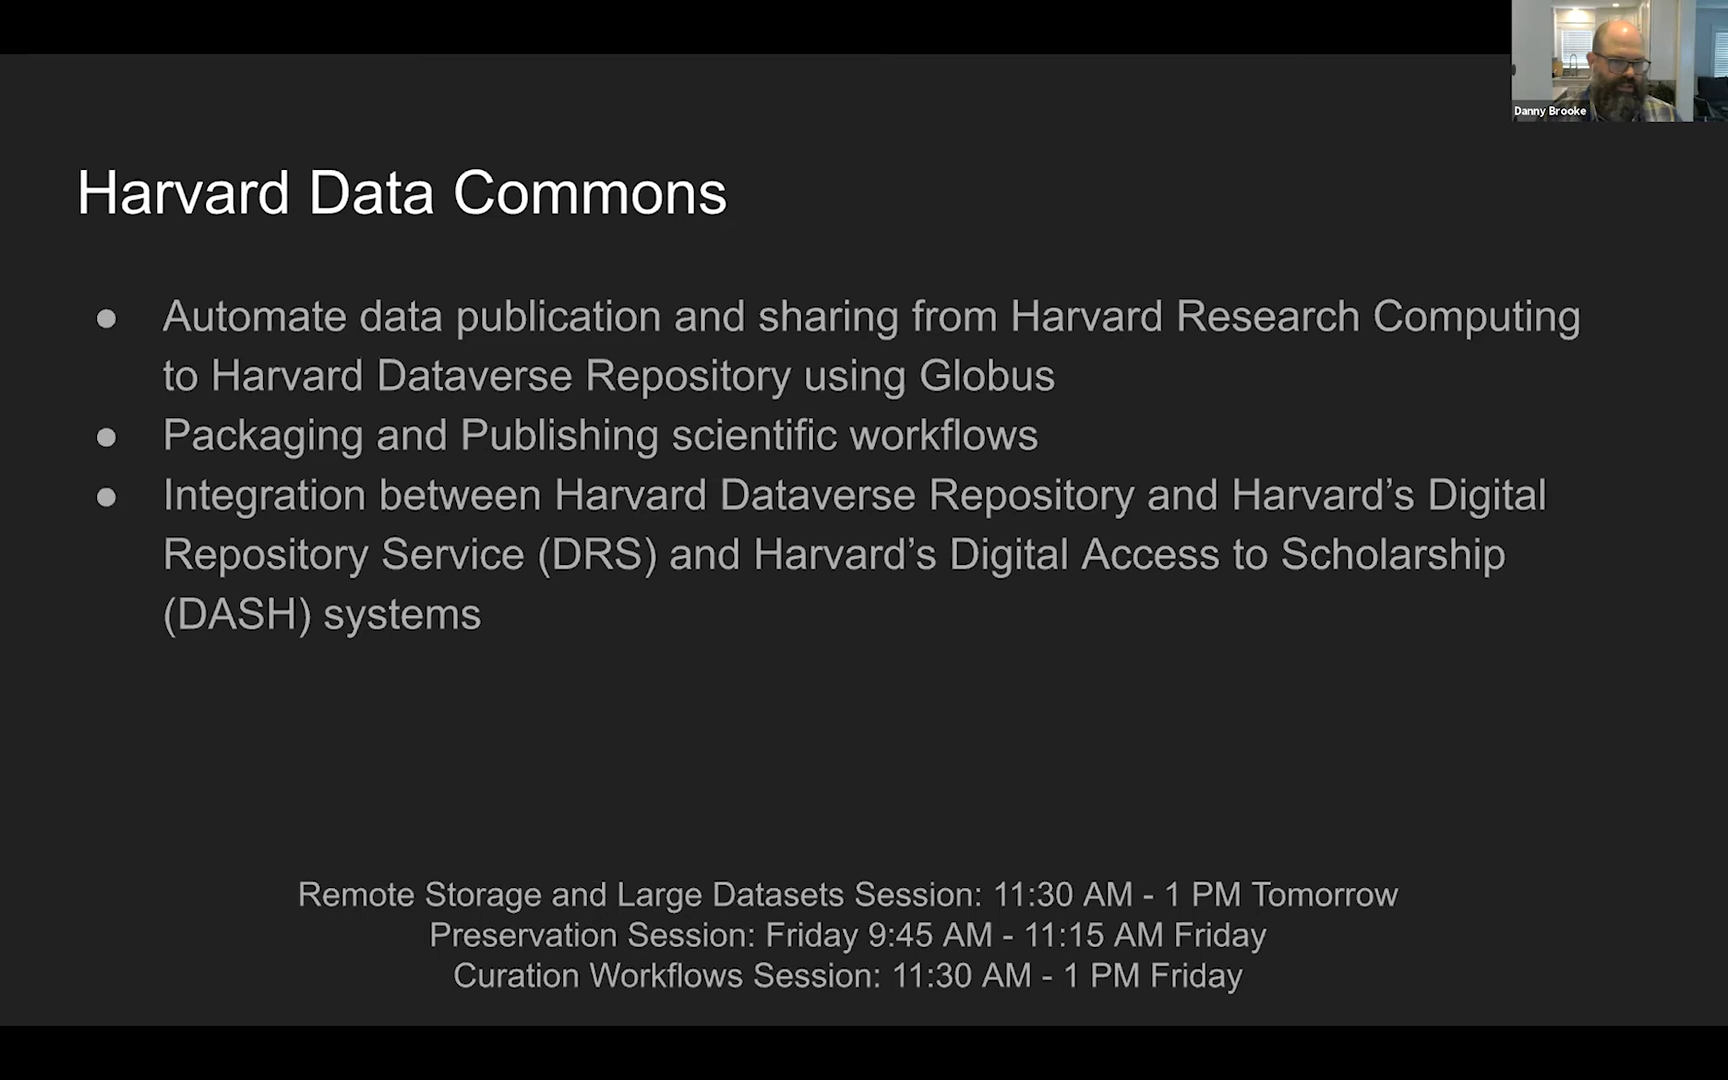 Danny Brooke
Harvard Data Commons
● Automate data publication and sharing from Harvard Research Computing
to Harvard Dataverse Repository using Globus
● Packaging and Publishing scientific workflows
● Integration between Harvard Dataverse Repository and Harvard’s Digital
Repository Service (DRS) and Harvard’s Digital Access to Scholarship
(DASH) systems
Remote Storage and Large Datasets Session: 11:30 AM - 1 PM Tomorrow
Preservation Session: Friday 9:45 AM - 11:15 AM Friday
Curation Workflows Session: 11:30 AM - 1 PM Friday